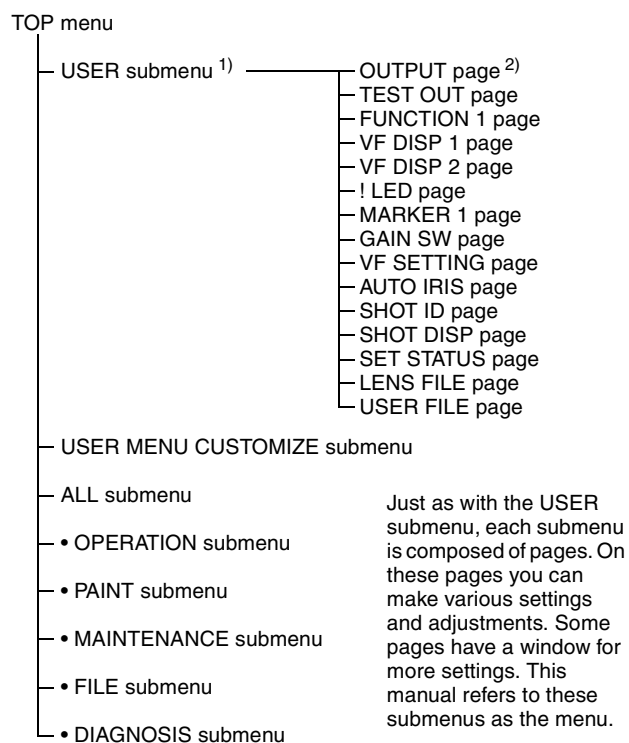 TOP menu
USER submenu 1)
OUTPUT page 2)
TEST OUT page
FUNCTION 1 page
VF DISP 1 page
VF DISP 2 page
! LED page
MARKER 1 page
GAIN SW page
VF SETTING page
AUTO IRIS page
SHOT ID page
SHOT DISP page
SET STATUS page
LENS FILE page
USER FILE page
USER MENU CUSTOMIZE submenu
ALL submenu
• OPERATION submenu
• PAINT submenu
• MAINTENANCE submenu
• FILE submenu
• DIAGNOSIS submenu
Just as with the USER
submenu, each submenu
is composed of pages. On
these pages you can
make various settings
and adjustments. Some
pages have a window for
more settings. This
manual refers to these
submenus as the menu.